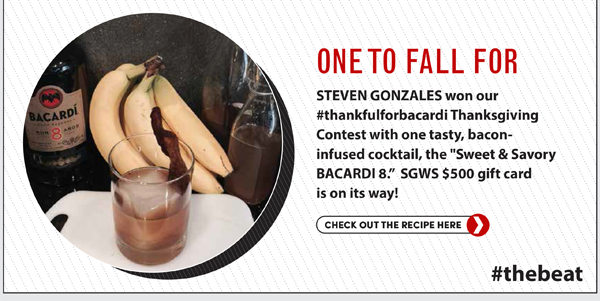 ONE TO FALL FOR
STEVEN GONZALES won our
#thankfulforbacardi Thanksgiving
Contest with one tasty, bacon-
infused cocktail, the "Sweet & Savory
BACARDI 8.” SGWS $500 gift card
is on its way!
CHECK OUT THE RECIPE HERE
#thebeat
BACARDÍ
RON 8 AÑOS